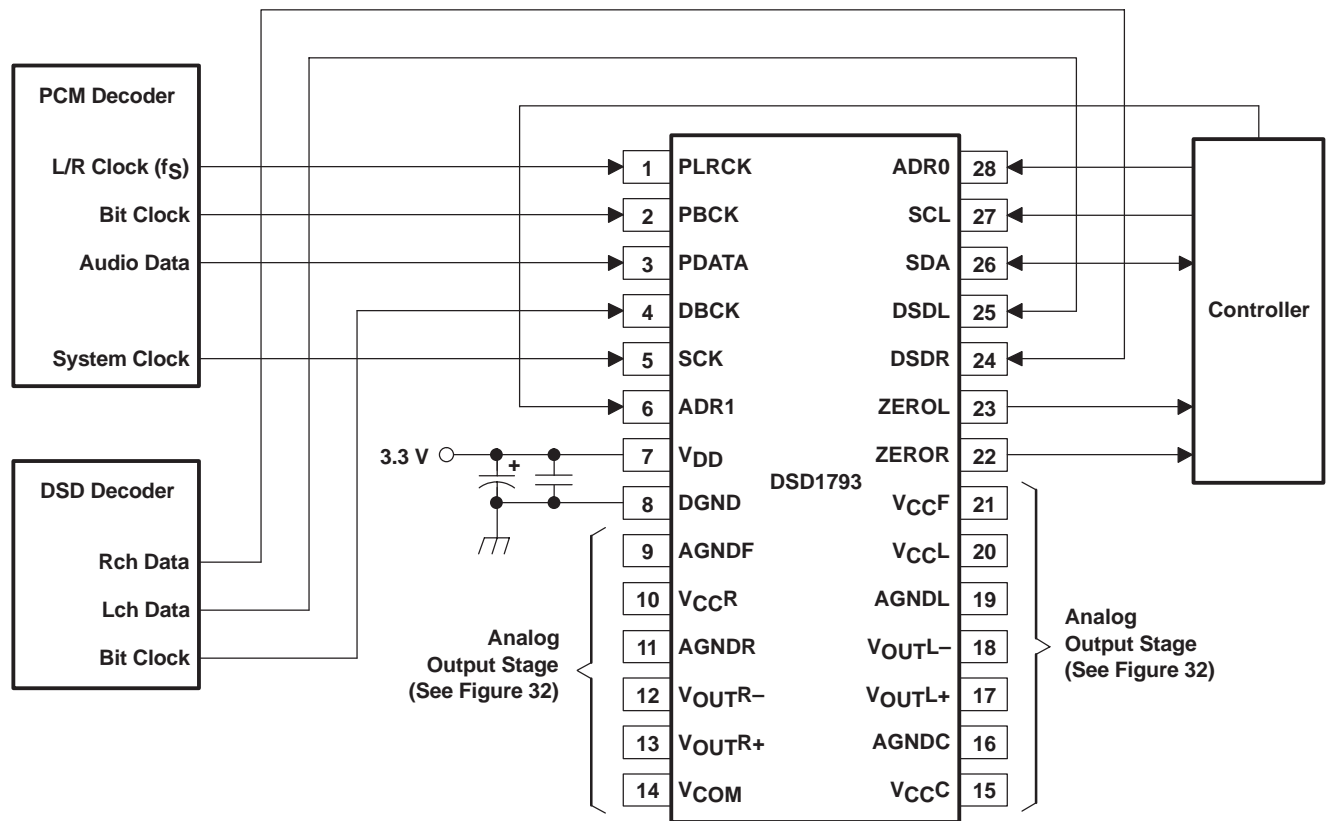 PCM Decoder
L/R Clock (fS)
Bit Clock
Audio Data
System Clock
DSD Decoder
Rch Data
Lch Data
Bit Clock
3.3 V
+
Analog
Output Stage
(See Figure 32)
1 PLRCK
2 PBCK
3 PDATA
4 DBCK
5 SCK
6 ADR1
7 VDD
8 DGND
9 AGNDF
10 VCCR
11 AGNDR
12 VOUTR–
13 VOUTR+
14 VCOM
DSD1793
ADR0 28
SCL 27
SDA 26
DSDL 25
DSDR 24
ZEROL 23
ZEROR 22
VCCF 21
VCCL 20
AGNDL 19
VOUTL– 18
VOUTL+ 17
AGNDC 16
VCCC 15
Controller
Analog
Output Stage
(See Figure 32)